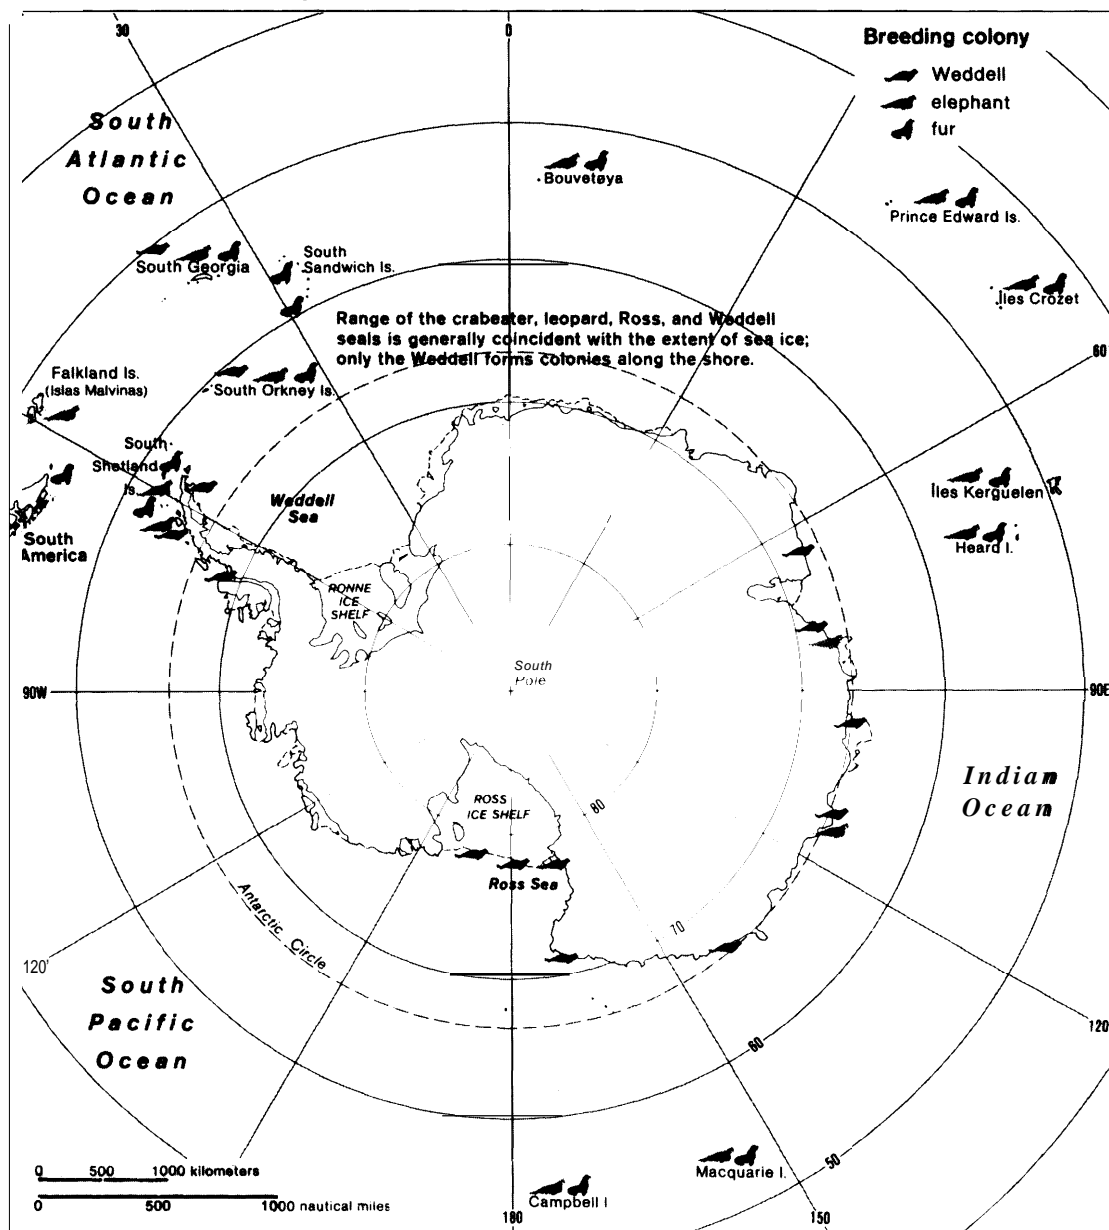 30
0
Breeding colony
Weddell
elephant
fur
South
Atlantic
Ocean
Bouvetøya
Prince Edward Is.
South Georgia
South
Sandwich Is.
Îles Crozet
Range of the crabeater, leopard, Ross, and Weddell
seals is generally coincident with the extent of sea ice;
only the Weddell forms colonies along the shore.
60
Falkland Is.
(Islas Malvinas)
South Orkney Is.
South
Shetland
Is.
Weddell
Sea
Îles Kerguelen
Heard I.
South
America
RONNE
ICE
SHELF
South
Pole
90W
90E
Indian
Ocean
ROSS
ICE SHELF
80
Ross Sea
Antarctic Circle
70
120
South
Pacific
Ocean
60
120
50
Macquarie I.
Campbell I
0 500 1000 kilometers
0 500 1000 nautical miles
180
150